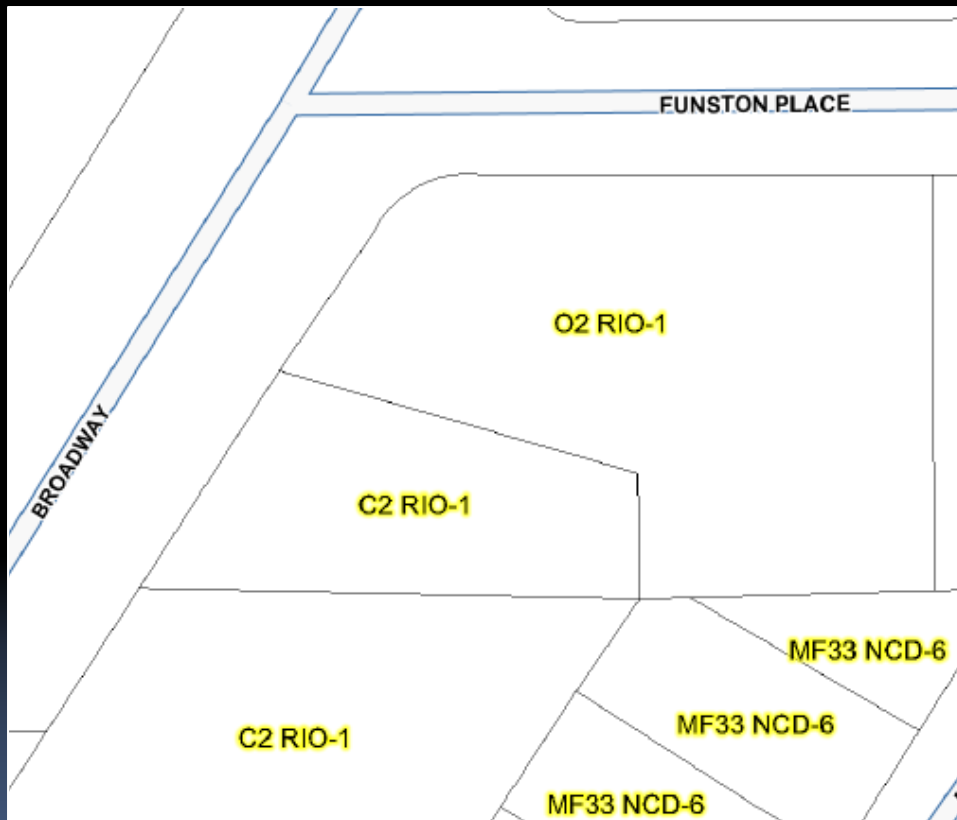 FUNSTON PLACE
O2 RIO-1
BROADWAY
C2 RIO-1
MF33 NCD-6
MF33 NCD-6
C2 RIO-1
MF33 NCD-6